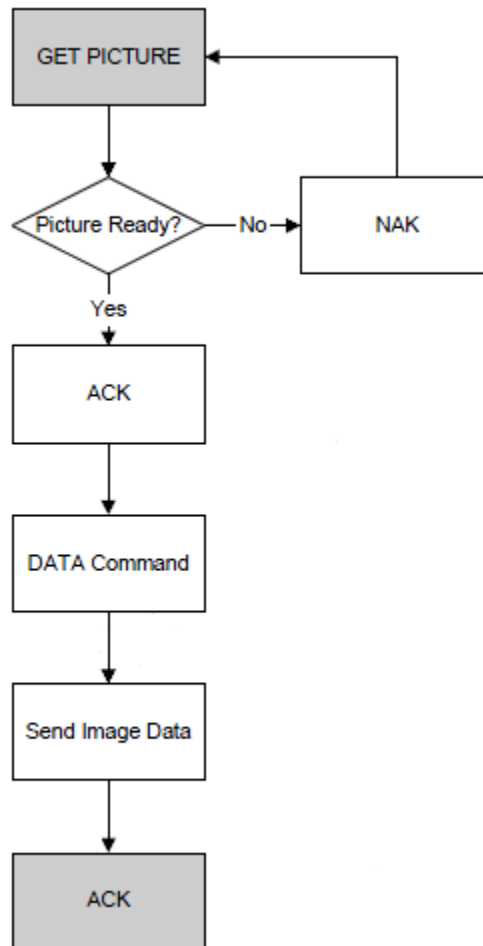 GET PICTURE
Picture Ready?
No
NAK
Yes
ACK
DATA Command
Send Image Data
ACK